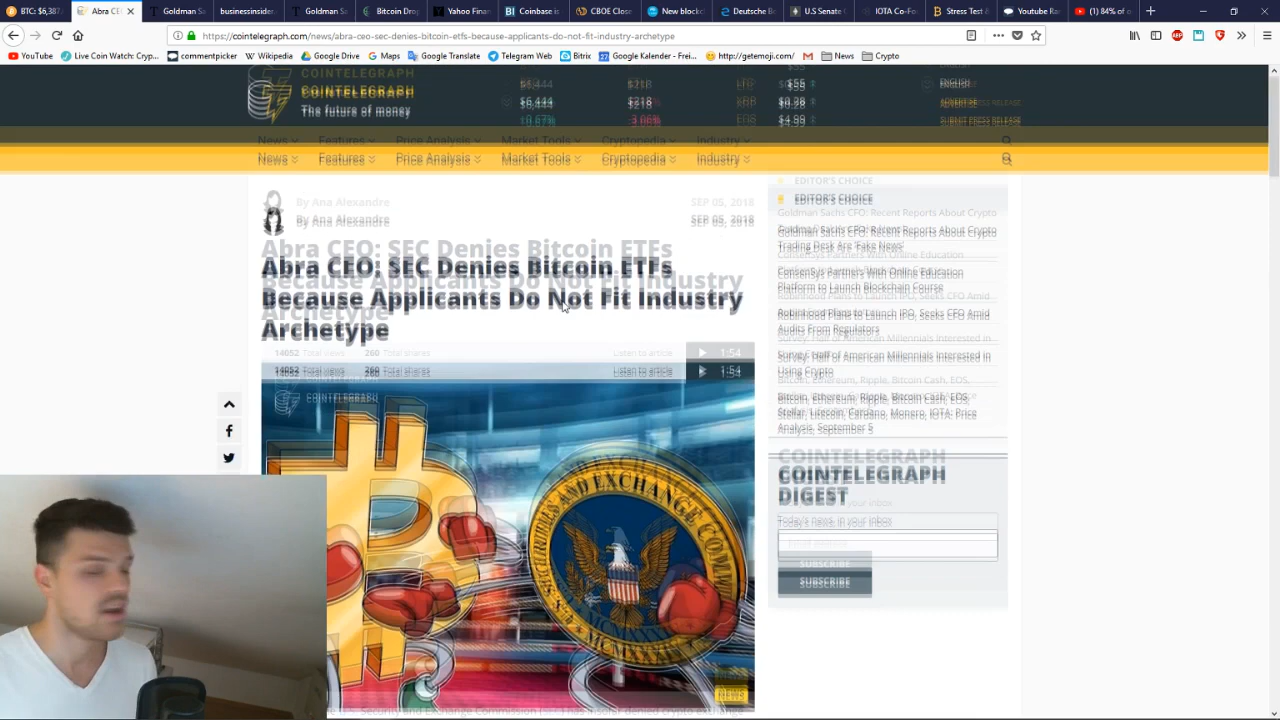 BTC: $6,387
Abra CE
Goldman Sa
businessinsider
Goldman S
Bitcoin Drop
Yahoo Finan
Coinbase
CBOE Close
New block
Deutsche B
U.S. State
IOTA Co-Fo
Stress Test
Youtube Ra
(1) 84% of
https://cointelegraph.com/news/abra-ceo-sec-denies-bitcoin-etfs-because-applicants-do-not-fit-industry-archetype
YouTube
Live Coin Watch: Cryp...
commentpicker
Wikipedia
Google Drive
Maps
Google Translate
Telegram Web
Bitrix
Google Kalender - Frei...
http://getemoji.com/
News
Crypto
COINTELEGRAPH
The future of money
$6,444
$218
$55
$0.28
$4.99
ENGLISH
SUBMIT PRESS RELEASE
News
Features
Price Analysis
Market Tools
Cryptopedia
Industry
By Ana Alexandre
SEP 05, 2018
Abra CEO: SEC Denies Bitcoin ETFs
Because Applicants Do Not Fit Industry
Archetype
14052 Total views
260 Total shares
Listen to article
1:54
COINTELEGRAPH
NEWS
EDITOR'S CHOICE
Goldman Sachs CFO: Recent Reports About Crypto
Trading Desk Are 'Fake News'
ConsenSys Partners With Online Education
Platform to Launch Blockchain Course
Robinhood Plans to Launch IPO, Seeks CFO Amid
Audits From Regulators
Survey: Half of American Millennials Interested in
Using Crypto
Bitcoin, Ethereum, Ripple, Bitcoin Cash, EOS,
Stellar, Litecoin, Cardano, Monero, IOTA: Price
Analysis, September 5
COINTELEGRAPH
DIGEST
Today's news, in your inbox
SUBSCRIBE